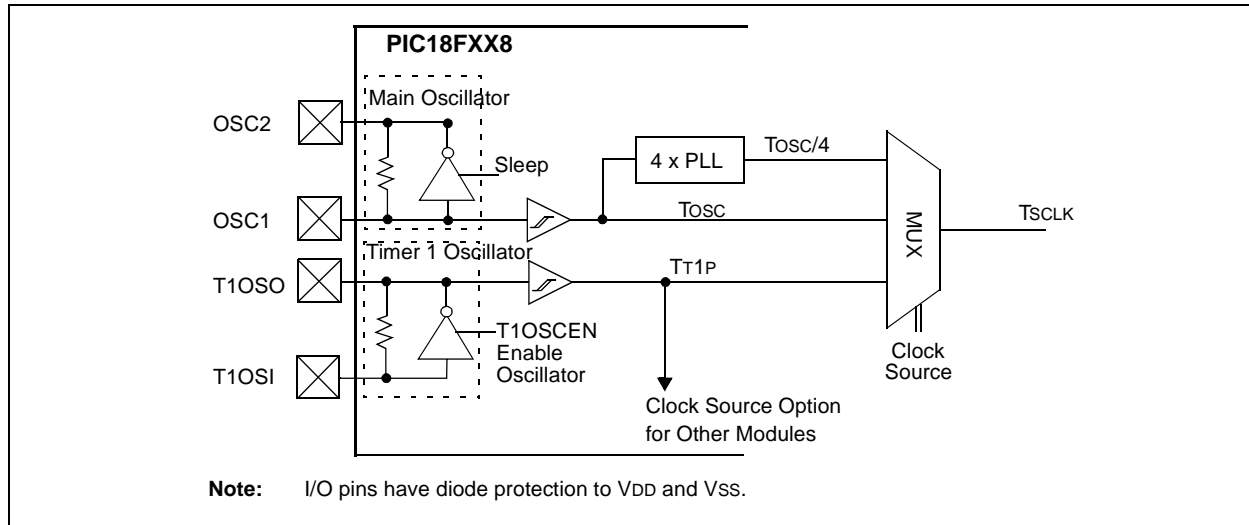 PIC18FXX8
Main Oscillator
OSC2
Sleep
OSC1
4 x PLL
TOSC/4
TOSC
MUX
TSCLK
Timer 1 Oscillator
T1OSO
TT1P
T1OSCEN
Enable
Oscillator
T1OSI
Clock
Source
Clock Source Option
for Other Modules
Note: I/O pins have diode protection to VDD and VSS.